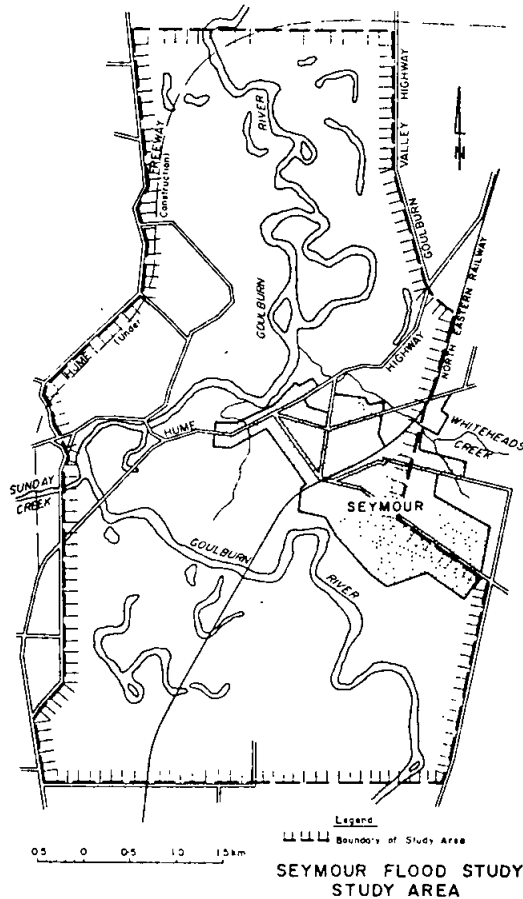 RIVER
VALLEY HIGHWAY
FREEWAY
(Under Construction)
N
GOULBURN
NORTH EASTERN RAILWAY
GOULBURN
HUME
HIGHWAY
HUME
WHITEHEADS
CREEK
SUNDAY
CREEK
SEYMOUR
GOULBURN
RIVER
Legend
Boundary of Study Area
0.5 0 0.5 1.0 1.5km
SEYMOUR FLOOD STUDY
STUDY AREA